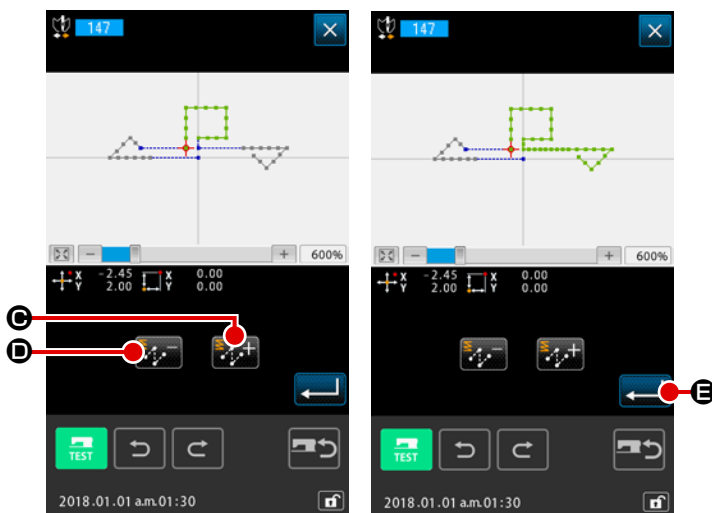 147
600%
X -2.45 X 0.00
Y 2.00 Y 0.00
C
D
TEST
2018.01.01 a.m.01:30
147
600%
X -2.45 X 0.00
Y 2.00 Y 0.00
E
TEST
2018.01.01 a.m.01:30